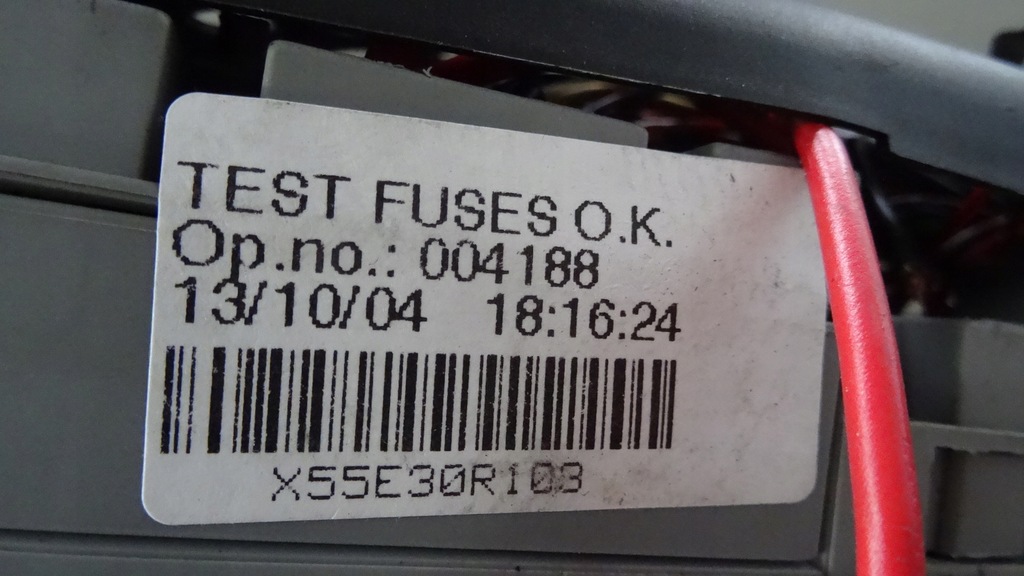 TEST FUSES O.K.
Op.no.: 004188
13/10/04 18:16:24
X55E30R103